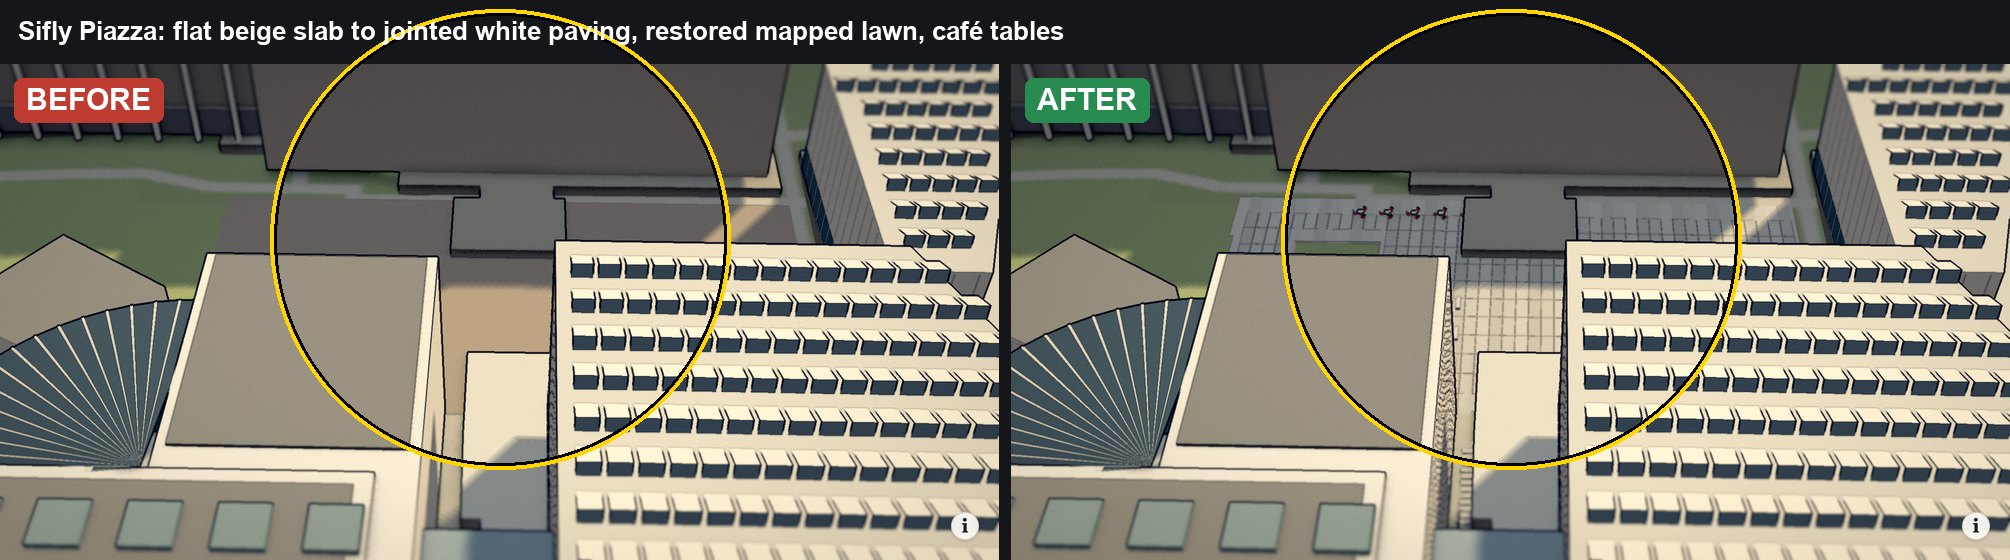 Sifly Piazza: flat beige slab to jointed white paving, restored mapped lawn, café tables
BEFORE
AFTER
i
i